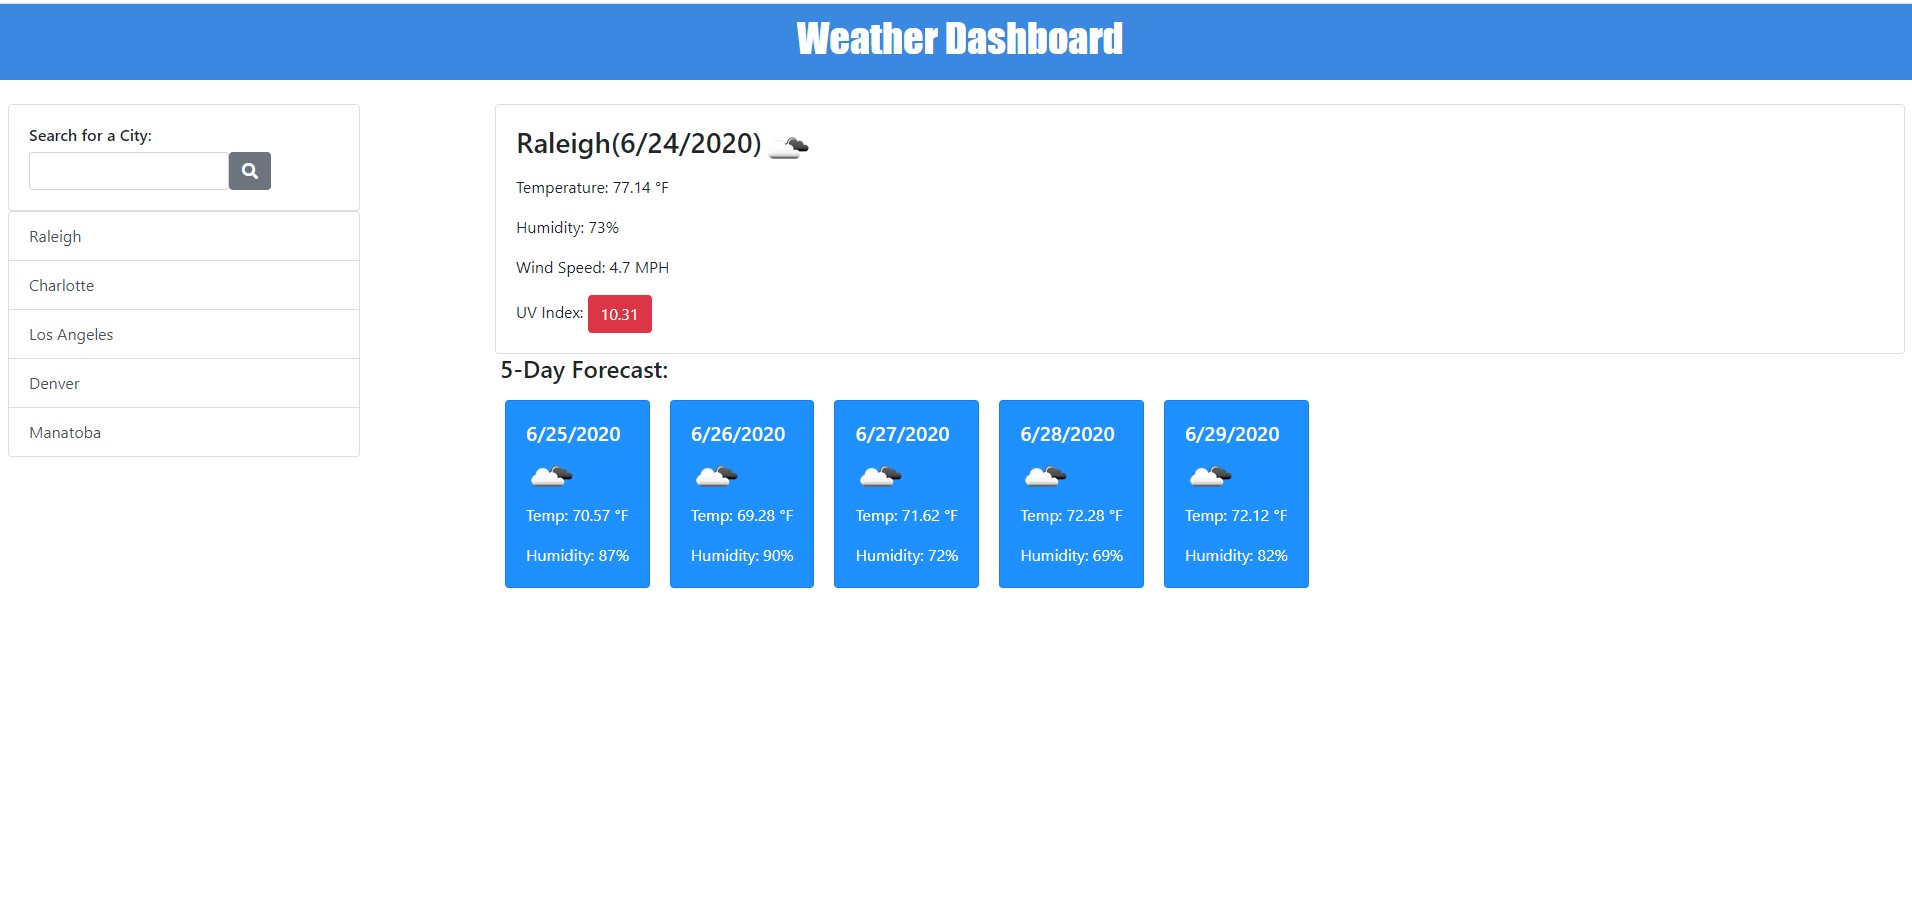 Weather Dashboard
Search for a City:
Raleigh
Charlotte
Los Angeles
Denver
Manatoba
Raleigh(6/24/2020)
Temperature: 77.14 °F
Humidity: 73%
Wind Speed: 4.7 MPH
UV Index: 10.31
5-Day Forecast:
6/25/2020
Temp: 70.57 °F
Humidity: 87%
6/26/2020
Temp: 69.28 °F
Humidity: 90%
6/27/2020
Temp: 71.62 °F
Humidity: 72%
6/28/2020
Temp: 72.28 °F
Humidity: 69%
6/29/2020
Temp: 72.12 °F
Humidity: 82%